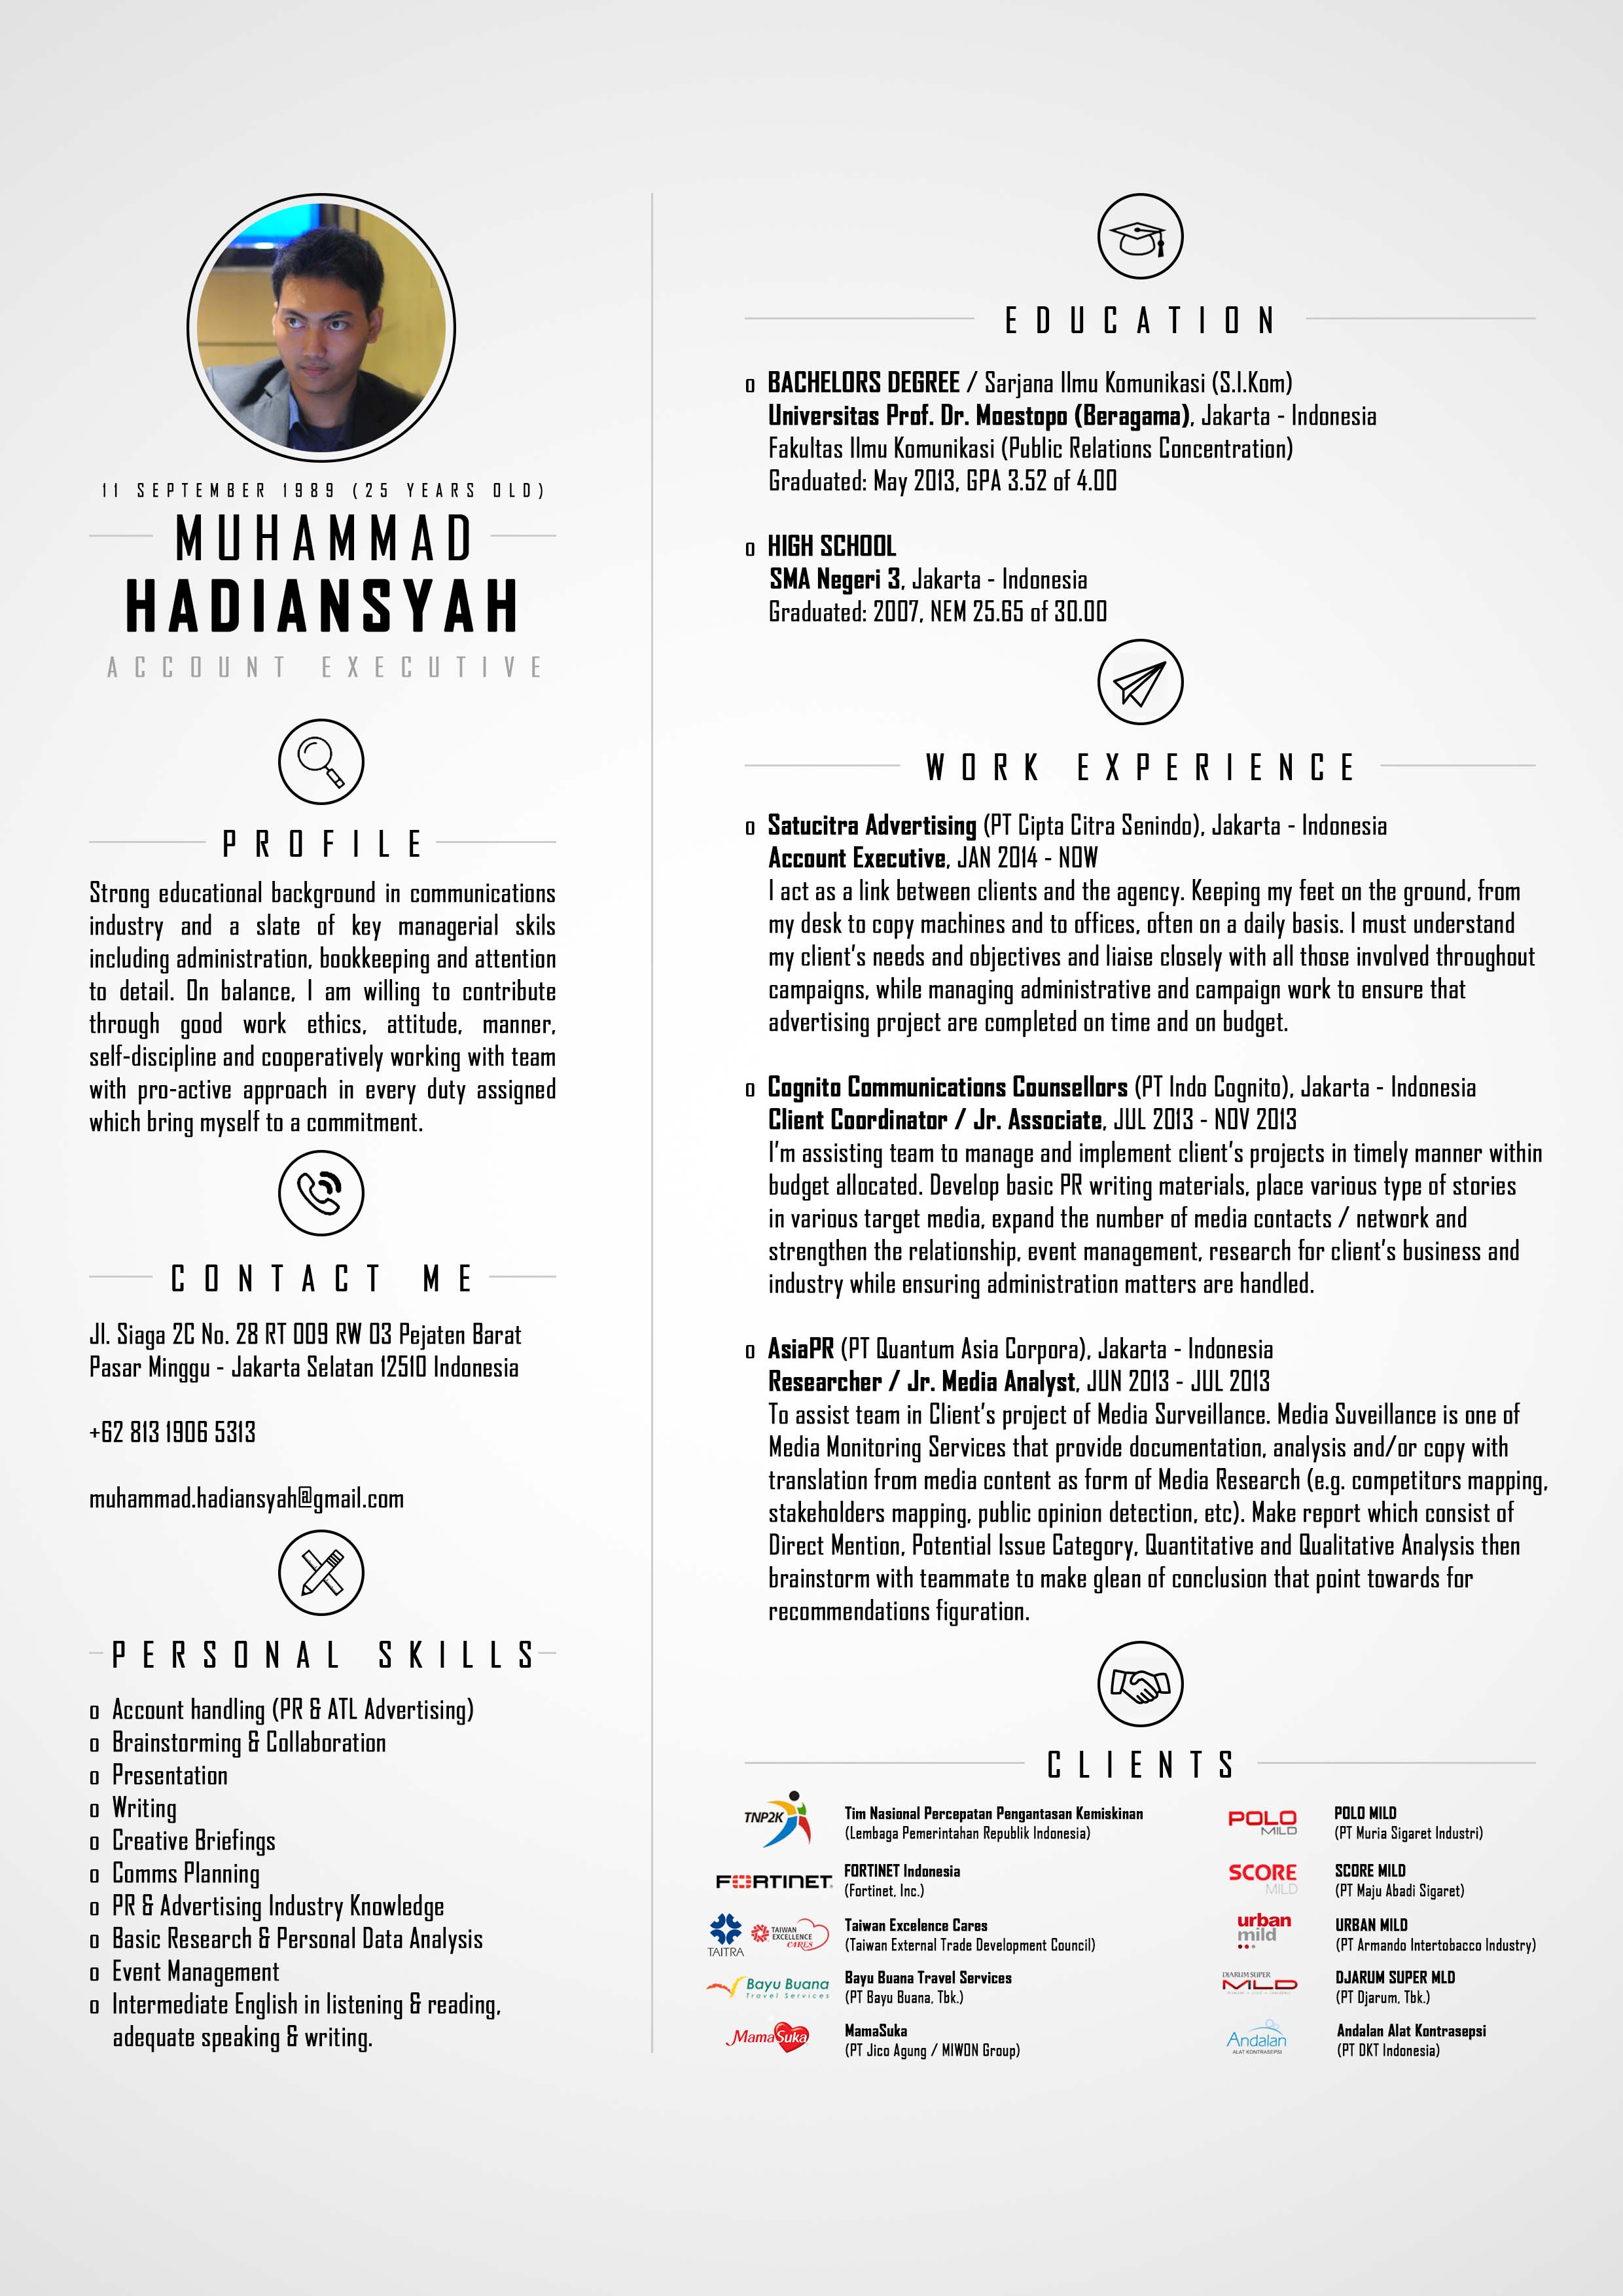 11 SEPTEMBER 1989 (25 YEARS OLD)
MUHAMMAD
HADIANSYAH
ACCOUNT EXECUTIVE
PROFILE
Strong educational background in communications
industry and a slate of key managerial skils
including administration, bookkeeping and attention
to detail. On balance, I am willing to contribute
through good work ethics, attitude, manner,
self-discipline and cooperatively working with team
with pro-active approach in every duty assigned
which bring myself to a commitment.
CONTACT ME
Jl. Siaga 2C No. 28 RT 009 RW 03 Pejaten Barat
Pasar Minggu - Jakarta Selatan 12510 Indonesia
+62 813 1906 5313
muhammad.hadiansyah@gmail.com
PERSONAL SKILLS
o Account handling (PR & ATL Advertising)
o Brainstorming & Collaboration
o Presentation
o Writing
o Creative Briefings
o Comms Planning
o PR & Advertising Industry Knowledge
o Basic Research & Personal Data Analysis
o Event Management
o Intermediate English in listening & reading,
adequate speaking & writing.
EDUCATION
o BACHELORS DEGREE / Sarjana Ilmu Komunikasi (S.I.Kom)
Universitas Prof. Dr. Moestopo (Beragama), Jakarta - Indonesia
Fakultas Ilmu Komunikasi (Public Relations Concentration)
Graduated: May 2013, GPA 3.52 of 4.00
o HIGH SCHOOL
SMA Negeri 3, Jakarta - Indonesia
Graduated: 2007, NEM 25.65 of 30.00
WORK EXPERIENCE
o Satucitra Advertising (PT Cipta Citra Senindo), Jakarta - Indonesia
Account Executive, JAN 2014 - NOW
I act as a link between clients and the agency. Keeping my feet on the ground, from
my desk to copy machines and to offices, often on a daily basis. I must understand
my client's needs and objectives and liaise closely with all those involved throughout
campaigns, while managing administrative and campaign work to ensure that
advertising project are completed on time and on budget.
o Cognito Communications Counsellors (PT Indo Cognito), Jakarta - Indonesia
Client Coordinator / Jr. Associate, JUL 2013 - NOV 2013
I'm assisting team to manage and implement client's projects in timely manner within
budget allocated. Develop basic PR writing materials, place various type of stories
in various target media, expand the number of media contacts / network and
strengthen the relationship, event management, research for client's business and
industry while ensuring administration matters are handled.
o AsiaPR (PT Quantum Asia Corpora), Jakarta - Indonesia
Researcher / Jr. Media Analyst, JUN 2013 - JUL 2013
To assist team in Client's project of Media Surveillance. Media Suveillance is one of
Media Monitoring Services that provide documentation, analysis and/or copy with
translation from media content as form of Media Research (e.g. competitors mapping,
stakeholders mapping, public opinion detection, etc). Make report which consist of
Direct Mention, Potential Issue Category, Quantitative and Qualitative Analysis then
brainstorm with teammate to make glean of conclusion that point towards for
recommendations figuration.
CLIENTS
TNP2K
Tim Nasional Percepatan Pengantasan Kemiskinan
(Lembaga Pemerintahan Republik Indonesia)
FORTINET
FORTINET Indonesia
(Fortinet, Inc.)
TAITRA
TAIWAN
EXCELLENCE
CARES
Taiwan Excelence Cares
(Taiwan External Trade Development Council)
Bayu Buana
Travel Services
Bayu Buana Travel Services
(PT Bayu Buana, Tbk.)
MamaSuka
MamaSuka
(PT Jico Agung / MIWON Group)
POLO
MILD
POLO MILD
(PT Muria Sigaret Industri)
SCORE
MILD
SCORE MILD
(PT Maju Abadi Sigaret)
urban
mild
URBAN MILD
(PT Armando Intertobacco Industry)
DJARUM SUPER
MLD
DJARUM SUPER MLD
(PT Djarum, Tbk.)
Andalan
ALAT KONTRASEPSI
Andalan Alat Kontrasepsi
(PT DKT Indonesia)